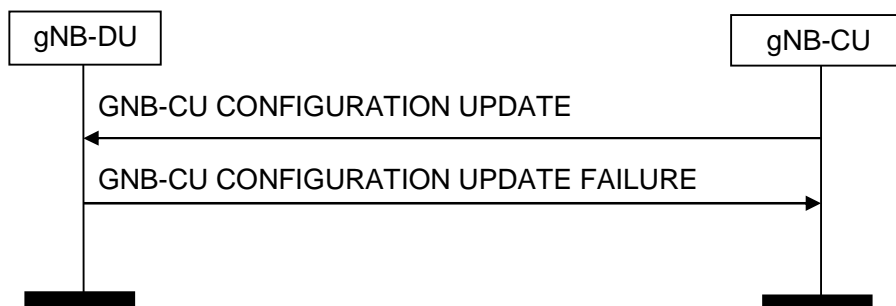 gNB-DU
gNB-CU
GNB-CU CONFIGURATION UPDATE
GNB-CU CONFIGURATION UPDATE FAILURE